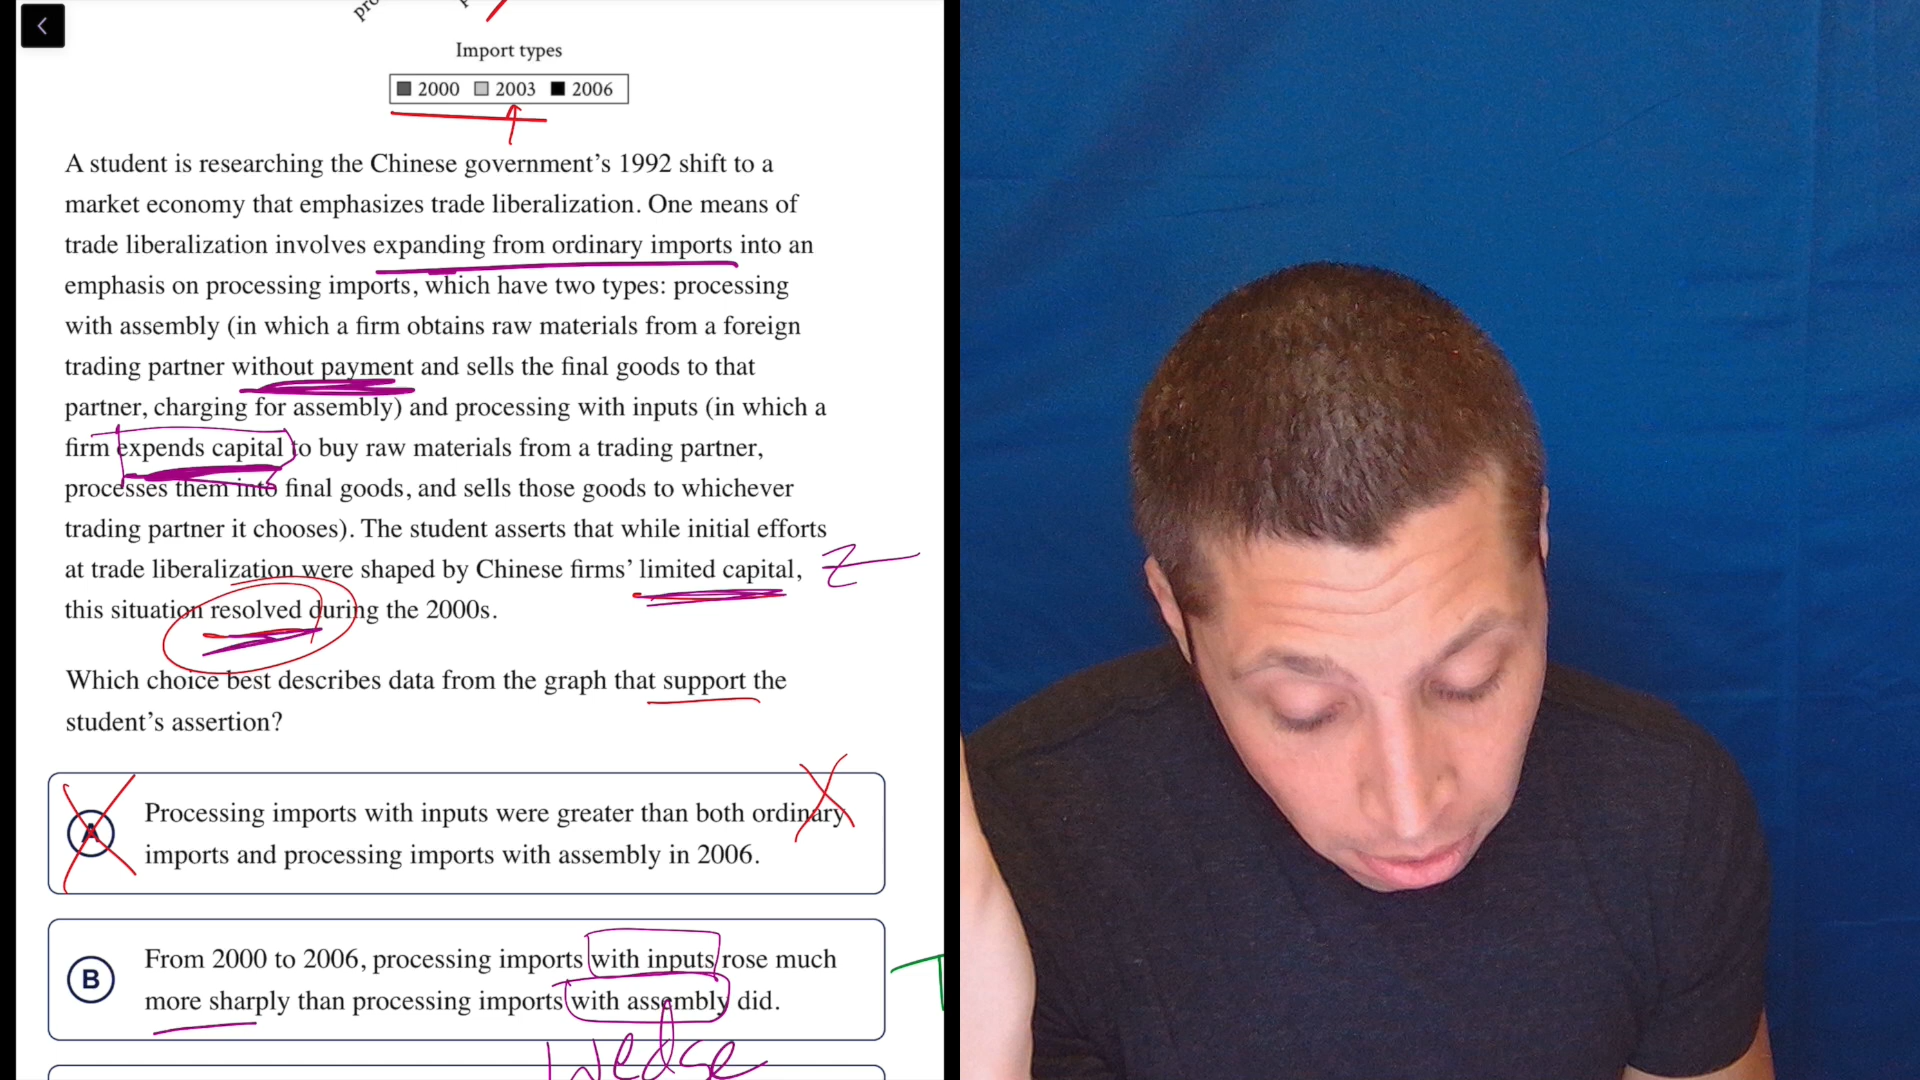 pro
Import types
2000 2003 2006
A student is researching the Chinese government's 1992 shift to a
market economy that emphasizes trade liberalization. One means of
trade liberalization involves expanding from ordinary imports into an
emphasis on processing imports, which have two types: processing
with assembly (in which a firm obtains raw materials from a foreign
trading partner without payment and sells the final goods to that
partner, charging for assembly) and processing with inputs (in which a
firm expends capital to buy raw materials from a trading partner,
processes them into final goods, and sells those goods to whichever
trading partner it chooses). The student asserts that while initial efforts
at trade liberalization were shaped by Chinese firms' limited capital,
this situation resolved during the 2000s.
Which choice best describes data from the graph that support the
student's assertion?
A
Processing imports with inputs were greater than both ordinary
imports and processing imports with assembly in 2006.
B
From 2000 to 2006, processing imports with inputs rose much
more sharply than processing imports with assembly did.